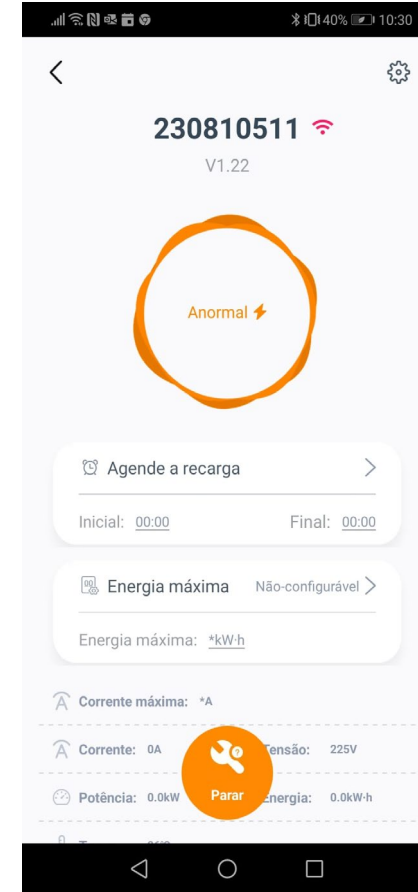 40% 10:30
230810511
V1.22
Anormal
Agende a recarga
Inicial: 00:00 Final: 00:00
Energia máxima Não-configurável
Energia máxima: *kW·h
Corrente máxima: *A
Corrente: 0A Tensão: 225V
Potência: 0.0kW Energia: 0.0kW·h
Parar